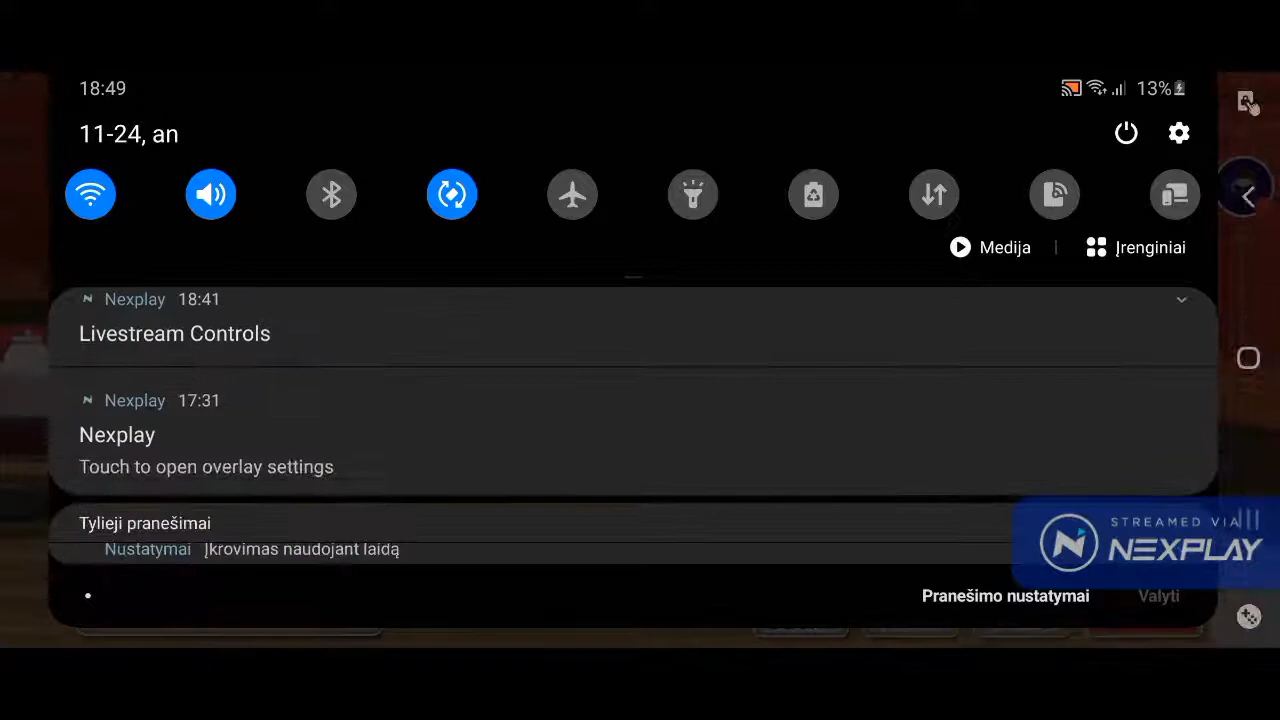 18:49
13%
11-24, an
Medija
Įrenginiai
Nexplay 18:41
Livestream Controls
Nexplay 17:31
Nexplay
Touch to open overlay settings
Tylieji pranešimai
Nustatymai Įkrovimas naudojant laidą
STREAMED VIA
NEXPLAY
Pranešimo nustatymai
Valyti